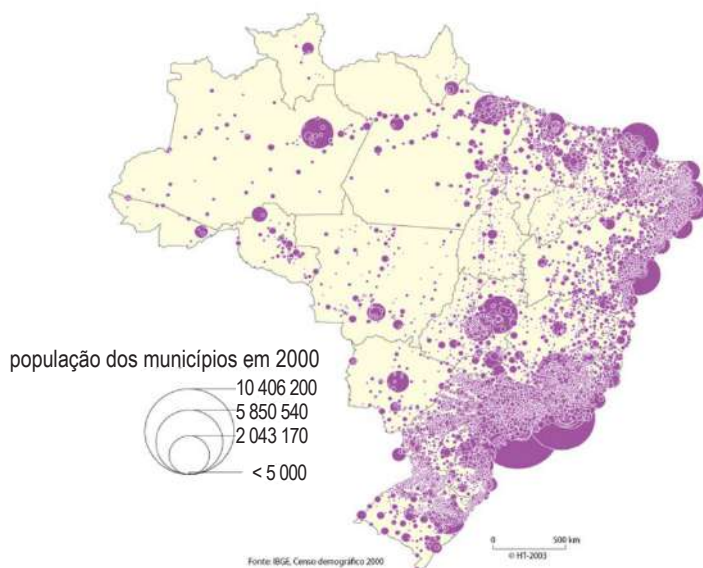 população dos municípios em 2000
10 406 200
5 850 540
2 043 170
< 5 000
0 500 km
© HT-2003
Fonte: IBGE, Censo demográfico 2000